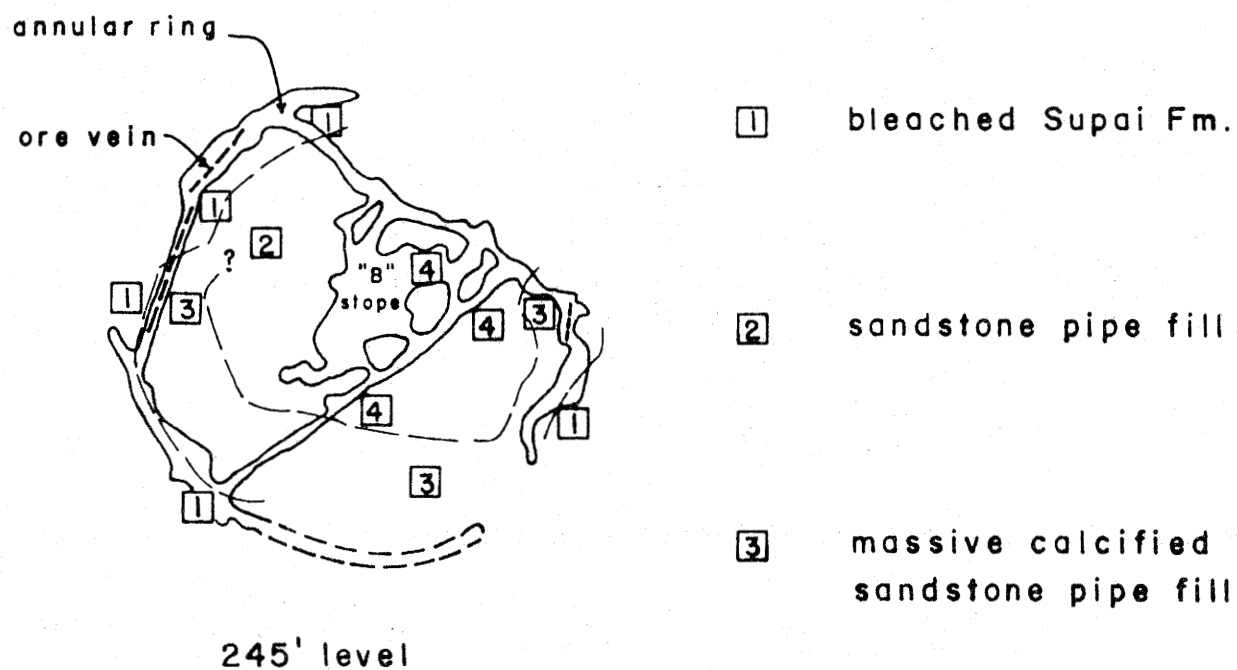 annular ring
ore vein
1
1
2
?
"B"
stope
4
1
3
4
3
4
1
3
1
245' level
1 bleached Supai Fm.
2 sandstone pipe fill
3 massive calcified
sandstone pipe fill